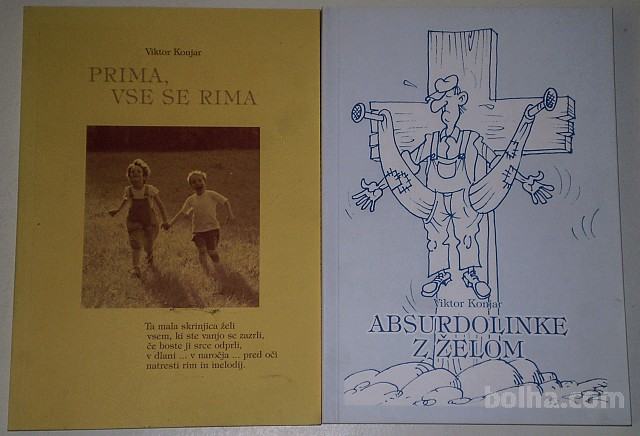 Viktor Konjar
PRIMA,
VSE SE RIMA
Ta mala skrinjica želi
vsem, ki ste vanjo se zazrli,
če boste ji srce odprli,
v dlani ... v naročja ... pred oči
natresti rim in melodij.
Viktor Konjar
ABSURDOLINKE
Z ŽELOM
bolha.com